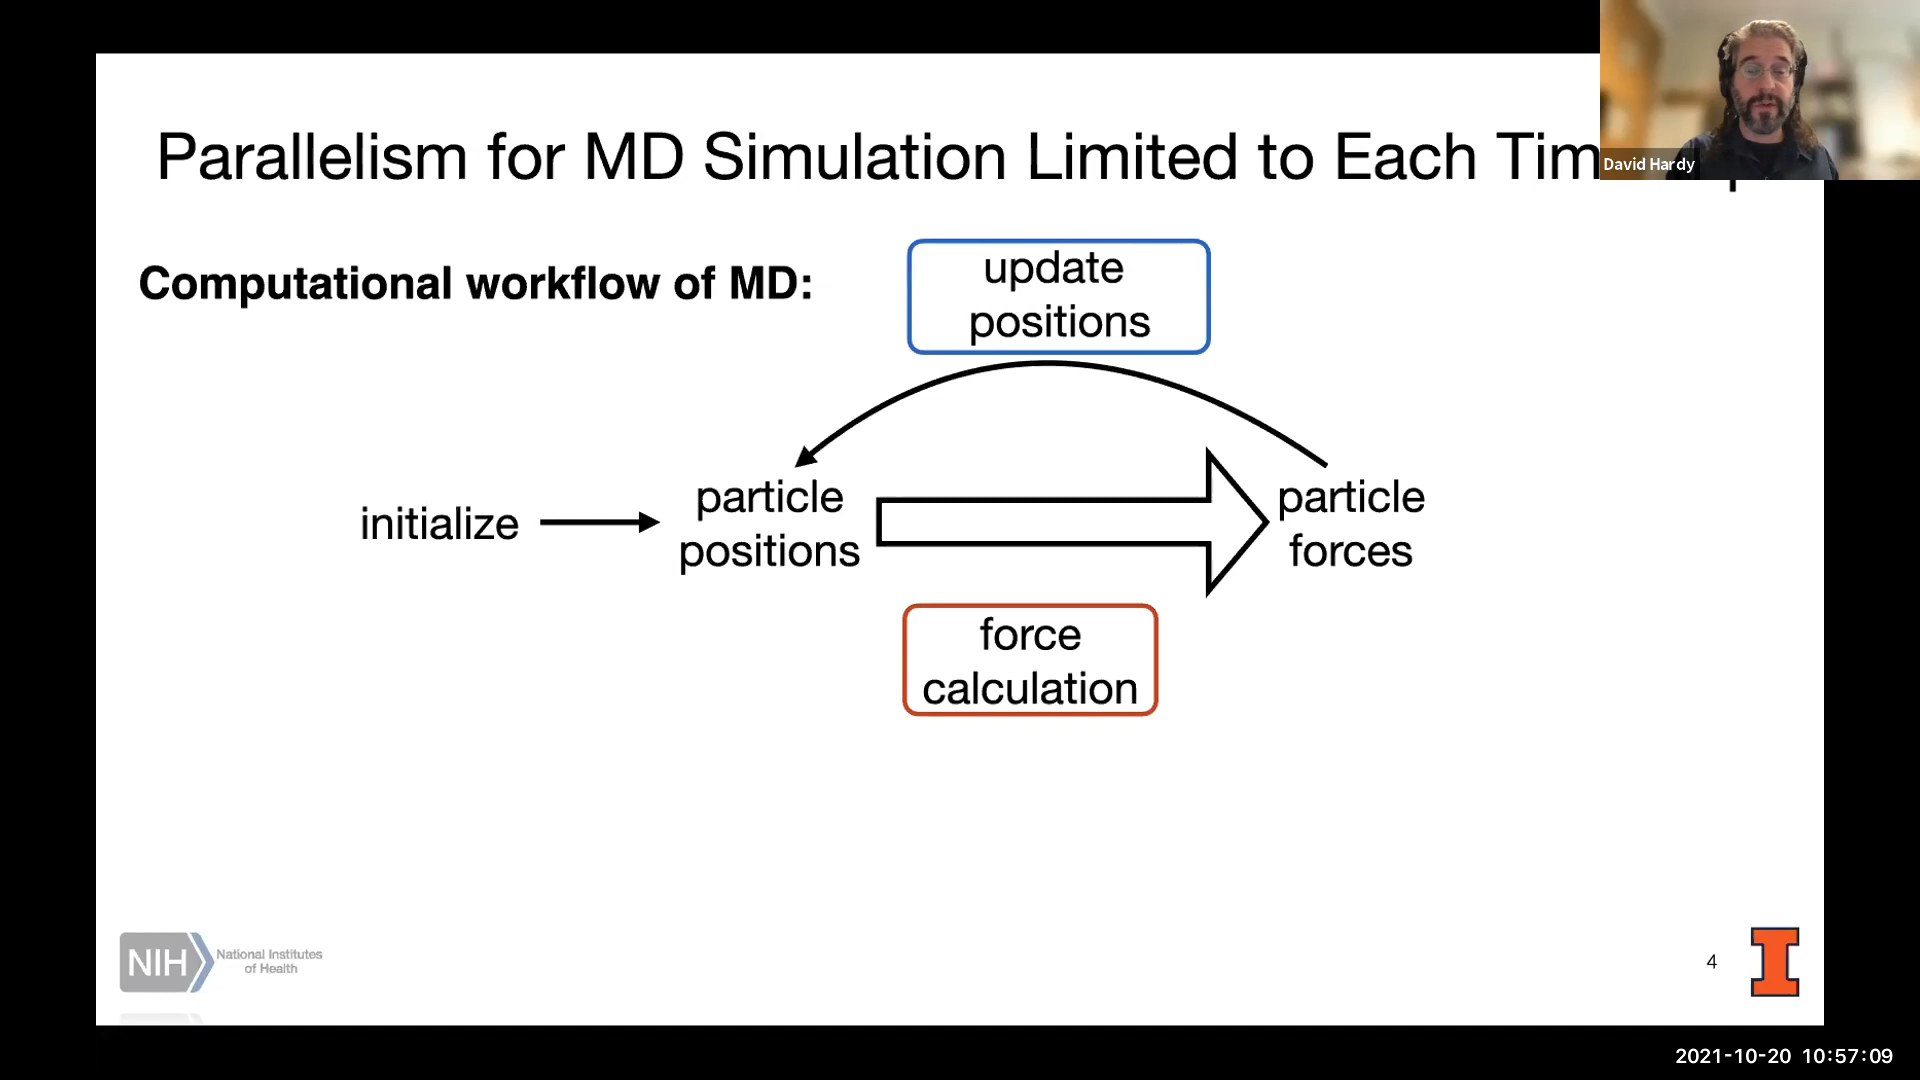 Parallelism for MD Simulation Limited to Each Tim
David Hardy
Computational workflow of MD:
update
positions
initialize
particle
positions
particle
forces
force
calculation
NIH
National Institutes
of Health
4
I
2021-10-20 10:57:09